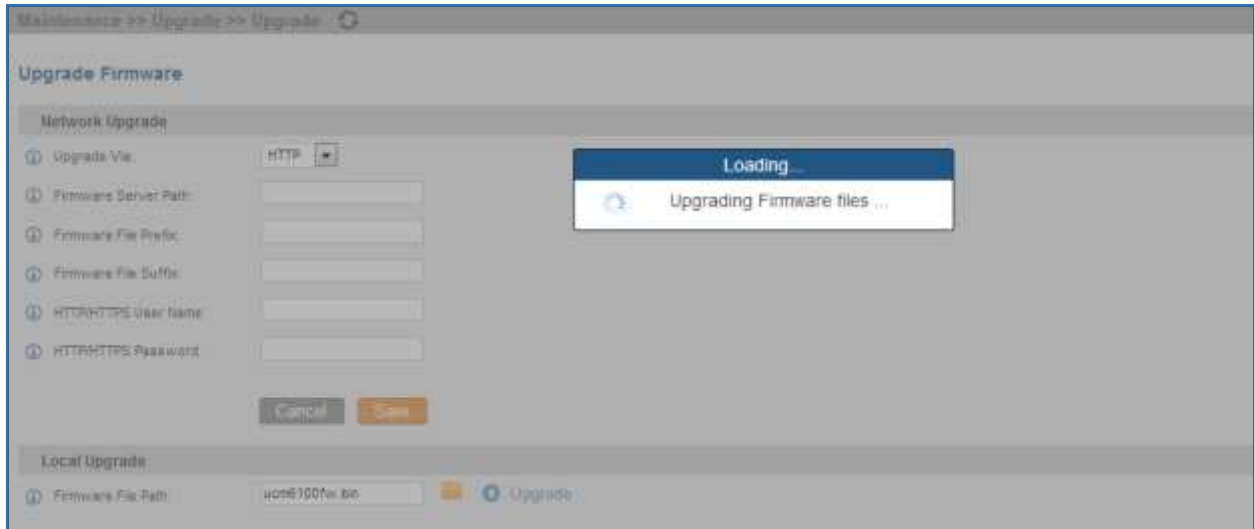 Maintenance >> Upgrade >> Upgrade
Upgrade Firmware
Network Upgrade
Upgrade Via:
HTTP
Firmware Server Path:
Firmware File Prefix:
Firmware File Suffix:
HTTP/HTTPS User Name:
HTTP/HTTPS Password:
Cancel
Save
Loading...
Upgrading Firmware files ...
Local Upgrade
Firmware File Path:
ucm6100fw.bin
Upgrade